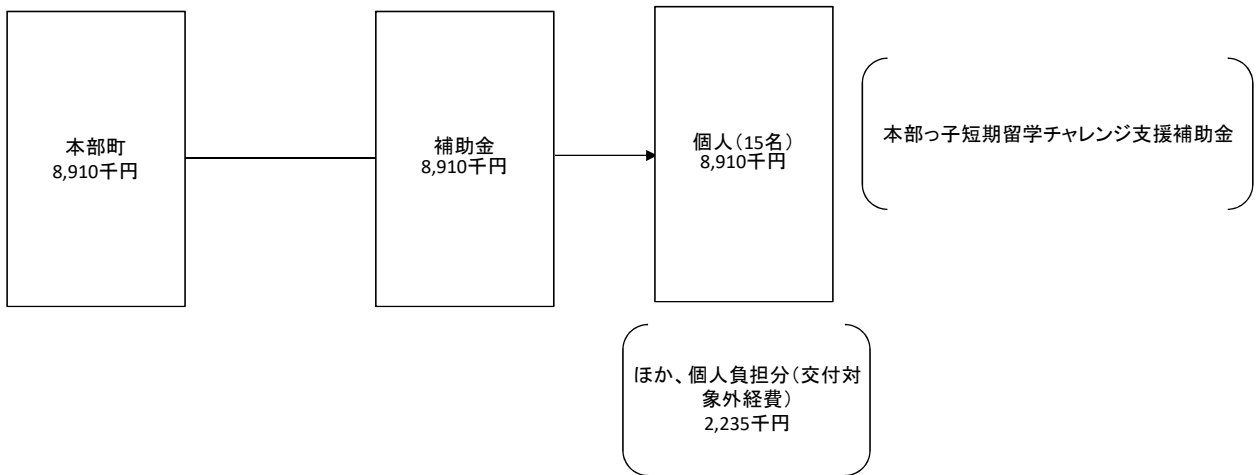 本部町
8,910千円
補助金
8,910千円
個人（15名）
8,910千円
本部っ子短期留学チャレンジ支援補助金
ほか、個人負担分（交付対
象外経費）
2,235千円